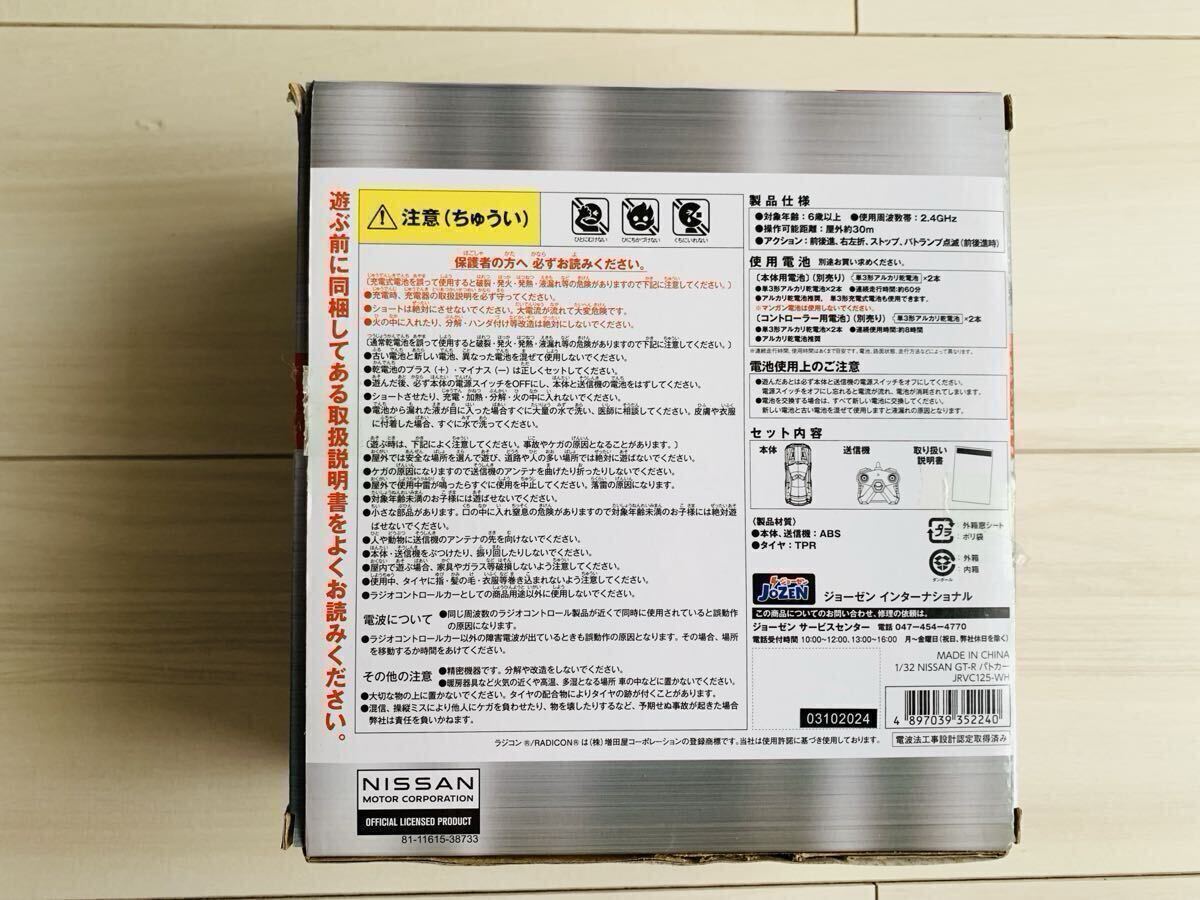 遊ぶ前に同梱してある取扱説明書をよくお読みください。
注意(ちゅうい)
ひとにむけない
ひにちかづけない
くちにいれない
保護者の方へ 必ずお読みください。
〔充電式電池を誤って使用すると破裂・発火・発熱・液漏れ等の危険がありますので下記に注意してください。〕
●充電時、充電器の取扱説明を必ず守ってください。
●ショートは絶対にさせないでください。大電流が流れて大変危険です。
●火の中に入れたり、分解・ハンダ付け等改造は絶対にしないでください。
〔通常乾電池を誤って使用すると破裂・発火・発熱・液漏れ等の危険がありますので下記に注意してください。〕
●古い電池と新しい電池、異なった電池を混ぜて使用しないでください。
●乾電池のプラス(+)・マイナス(ー)は正しくセットしてください。
●遊んだ後、必ず本体の電源スイッチをOFFにし、本体と送信機の電池をはずしてください。
●ショートさせたり、充電・加熱・分解・火の中に入れないでください。
●電池から漏れた液が目に入った場合すぐに大量の水で洗い、医師に相談してください。皮膚や衣服
に付着した場合、すぐに水で洗ってください。
〔遊ぶ時は、下記によく注意してください。事故やケガの原因となることがあります。〕
●屋外では安全な場所を選んで遊び、道路や人の多い場所では絶対に遊ばないでください。
●ケガの原因になりますので送信機のアンテナを曲げたり折ったりしないでください。
●屋外で使用中雷が鳴ったらすぐに使用を中止してください。落雷の原因になります。
●対象年齢未満のお子様には遊ばせないでください。
●小さな部品があります。口の中に入れ窒息の危険がありますので対象年齢未満のお子様には絶対遊
ばせないでください。
●人や動物に送信機のアンテナの先を向けないでください。
●本体・送信機をぶつけたり、振り回したりしないでください。
●屋内で遊ぶ場合、家具やガラス等破損しないよう注意してください。
●使用中、タイヤに指・髪の毛・衣服等巻き込まれないよう注意してください。
●ラジオコントロールカーとしての商品用途以外に使用しないでください。
電波について ●同じ周波数のラジオコントロール製品が近くで同時に使用されていると誤動作
の原因になります。
●ラジオコントロールカー以外の障害電波が出ているときも誤動作の原因となります。その場合、場所
を移動するか時間をあけてください。
その他の注意 ●精密機器です。分解や改造をしないでください。
●暖房器具など火気の近くや高温、多湿となる場所 車の中などに置かないでください。
●大切な物の上に置かないでください。タイヤの配合物によりタイヤの跡が付くことがあります。
●混信、操縦ミスにより他人にケガを負わせたり、物を壊したりするなど、予期せぬ事故が起きた場合
弊社は責任を負いかねます。
製品仕様
●対象年齢:6歳以上 ●使用周波数帯:2.4GHz
●操作可能距離:屋外約30m
●アクション:前後進、右左折、ストップ、パトランプ点滅(前後進時)
使用電池 別途お買い求めください。
〔本体用電池〕(別売り) 単3形アルカリ乾電池 ×2本
●単3形アルカリ乾電池×2本 ●連続走行時間:約60分
●アルカリ乾電池推奨, 単3形充電式電池も使用できます。
※マンガン電池は使用しないでください。
〔コントローラー用電池〕(別売り) 単3形アルカリ乾電池 ×2本
●単3形アルカリ乾電池×2本 ●連続使用時間:約8時間
●アルカリ乾電池推奨
※連続走行時間、使用時間はあくまで目安です。電池、路面状態、走行方法などによって異なります。
電池使用上のご注意
●遊んだあとは必ず本体と送信機の電源スイッチをオフにしてください。
電源スイッチをオフにし忘れると電流が流れ、電池が消耗されてしまいます。
●電池を交換する場合は、すべて新しい電池に交換してください。
新しい電池と古い電池を混ぜて使用しますと液漏れの原因となります。
セット内容
本体
送信機
取り扱い
説明書
〈製品材質〉
●本体、送信機:ABS
●タイヤ:TPR
プラ
外箱窓シート
ポリ袋
ダンボール
外箱
内箱
ジョーゼン
JOZEN
ジョーゼン インターナショナル
この商品についてのお問い合わせ、修理の依頼は。
ジョーゼン サービスセンター 電話 047-454-4770
電話受付時間 10:00~12:00、13:00~16:00 月~金曜日(祝日、弊社休日を除く)
MADE IN CHINA
1/32 NISSAN GT-R パトカー
JRVC125-WH
03102024
4 897039 352240
電波法工事設計認定取得済み
ラジコン®/RADICON®は(株)増田屋コーポレーションの登録商標です。当社は使用許諾に基づき使用しております。
NISSAN
MOTOR CORPORATION
OFFICIAL LICENSED PRODUCT
81-11615-38733